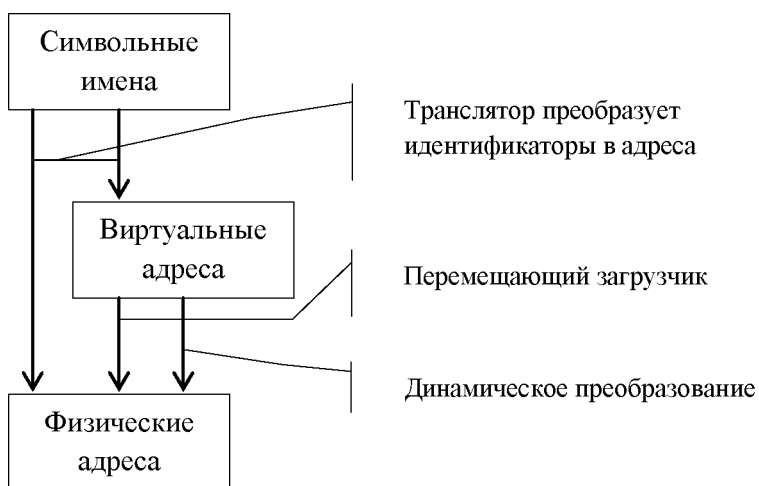 Символьные
имена
Транслятор преобразует
идентификаторы в адреса
Виртуальные
адреса
Перемещающий загрузчик
Динамическое преобразование
Физические
адреса